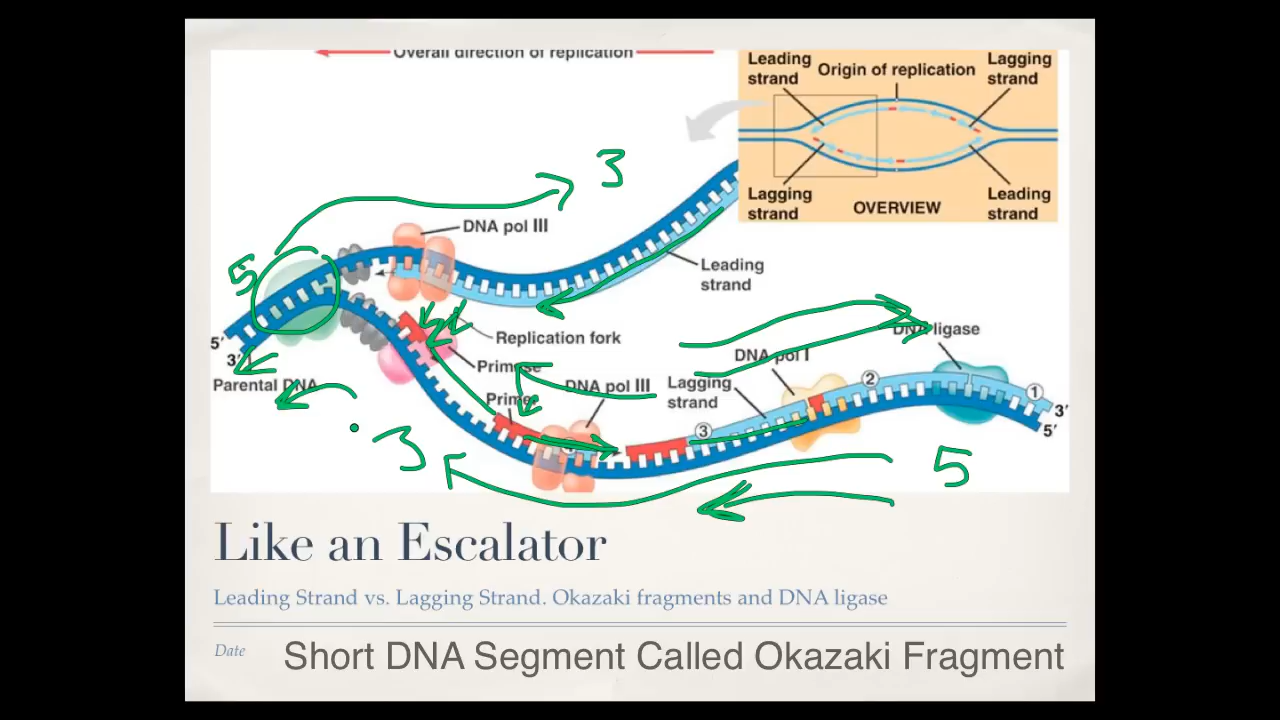 Overall direction of replication
Leading strand
Origin of replication
Lagging strand
Lagging strand
Leading strand
OVERVIEW
3
DNA pol III
Leading strand
5
5'
3'
Replication fork
Parental DNA
Primase
Primer
DNA pol III
Lagging strand
DNA pol I
DNA ligase
2
1
3
3'
5'
3
5
Like an Escalator
Leading Strand vs. Lagging Strand. Okazaki fragments and DNA ligase
Date
Short DNA Segment Called Okazaki Fragment